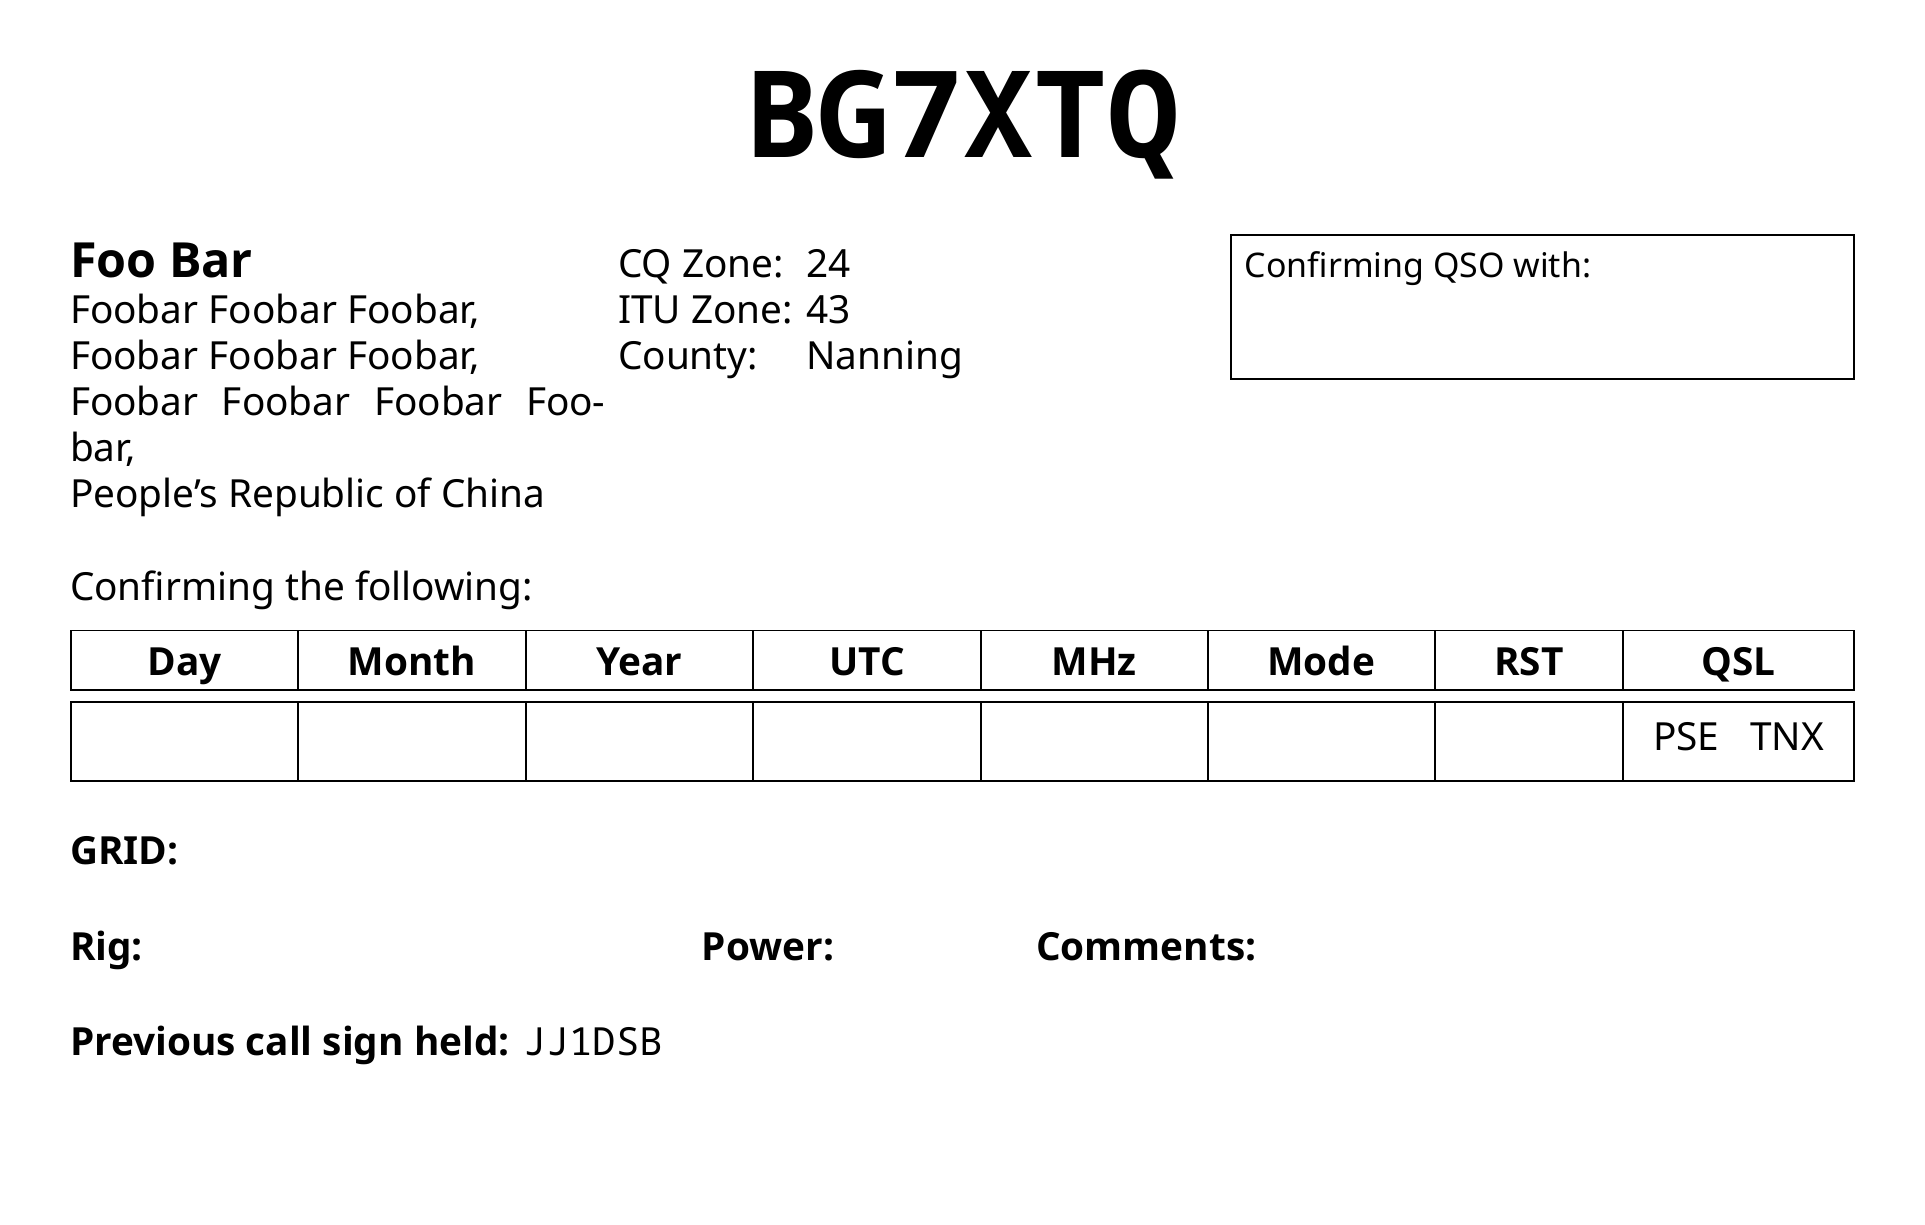 BG7XTQ
Foo Bar
Foobar Foobar Foobar,
Foobar Foobar Foobar,
Foobar Foobar Foobar Foo-
bar,
People’s Republic of China
CQ Zone: 24
ITU Zone: 43
County: Nanning
Confirming QSO with:
Confirming the following:
Day Month Year UTC MHz Mode RST QSL
PSE TNX
GRID:
Rig: Power: Comments:
Previous call sign held: JJ1DSB